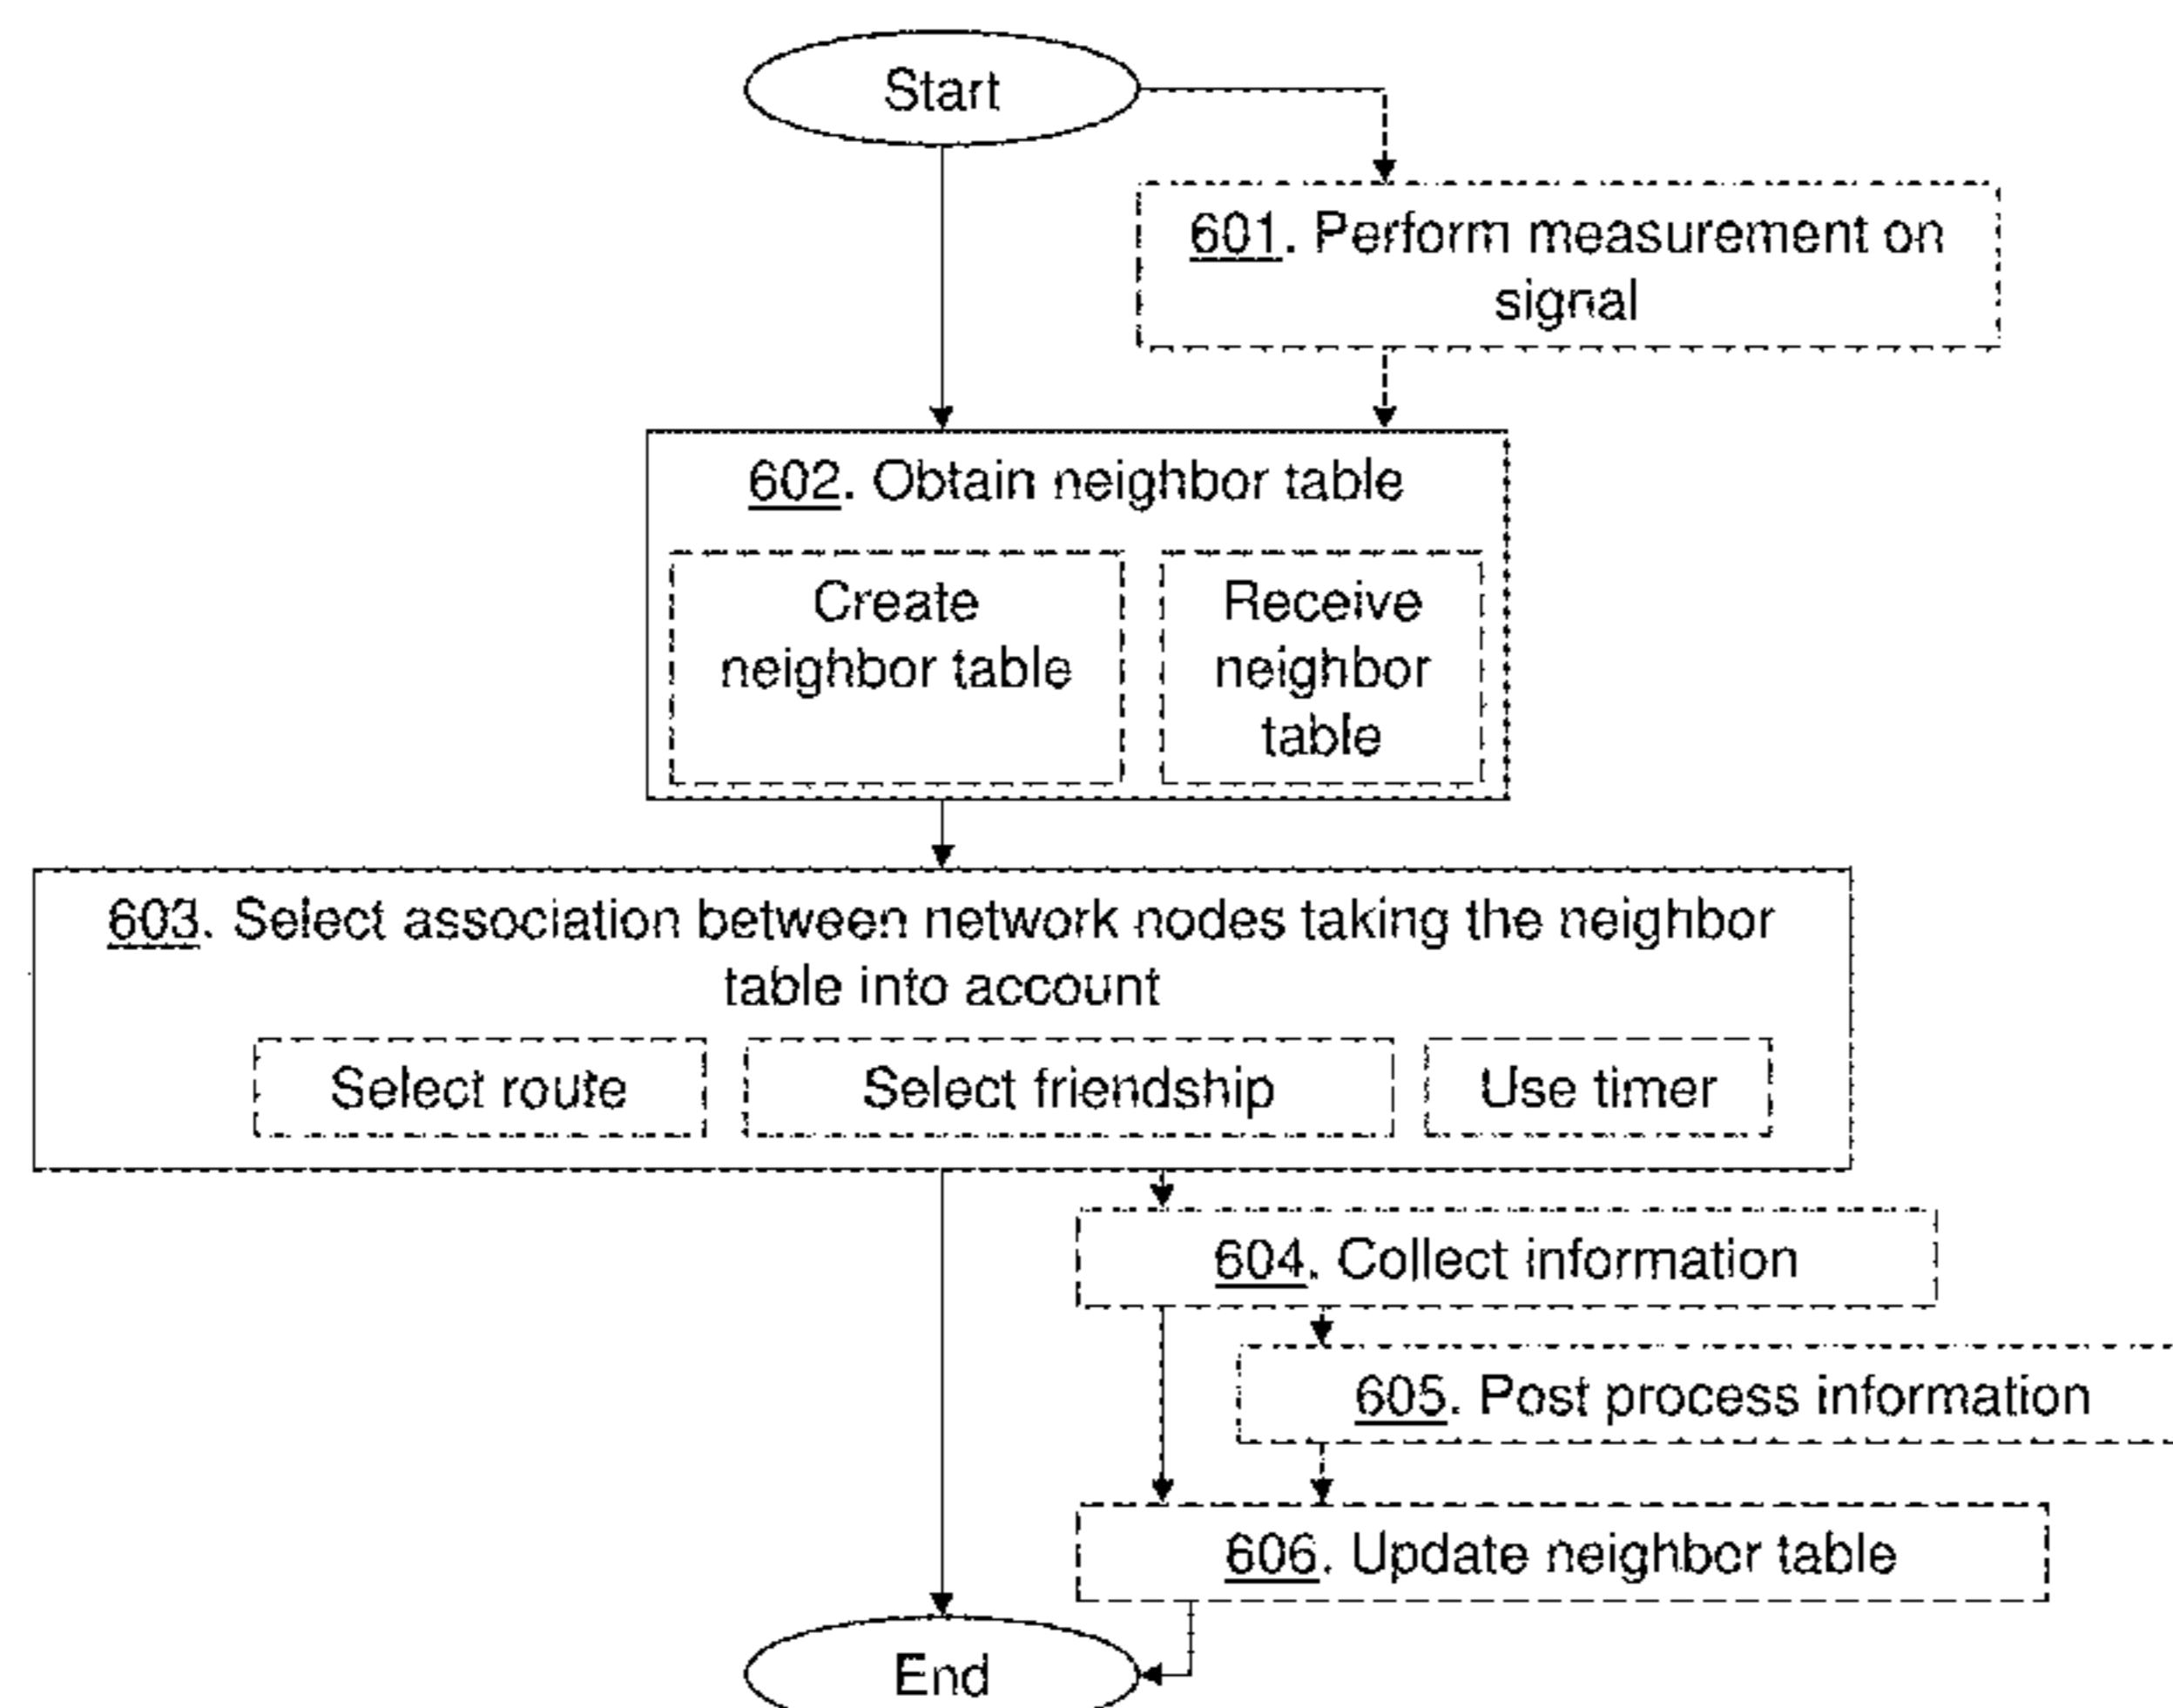 Start
601. Perform measurement on
signal
602. Obtain neighbor table
Create
neighbor table
Receive
neighbor
table
603. Select association between network nodes taking the neighbor
table into account
Select route
Select friendship
Use timer
604. Collect information
605. Post process information
606. Update neighbor table
End